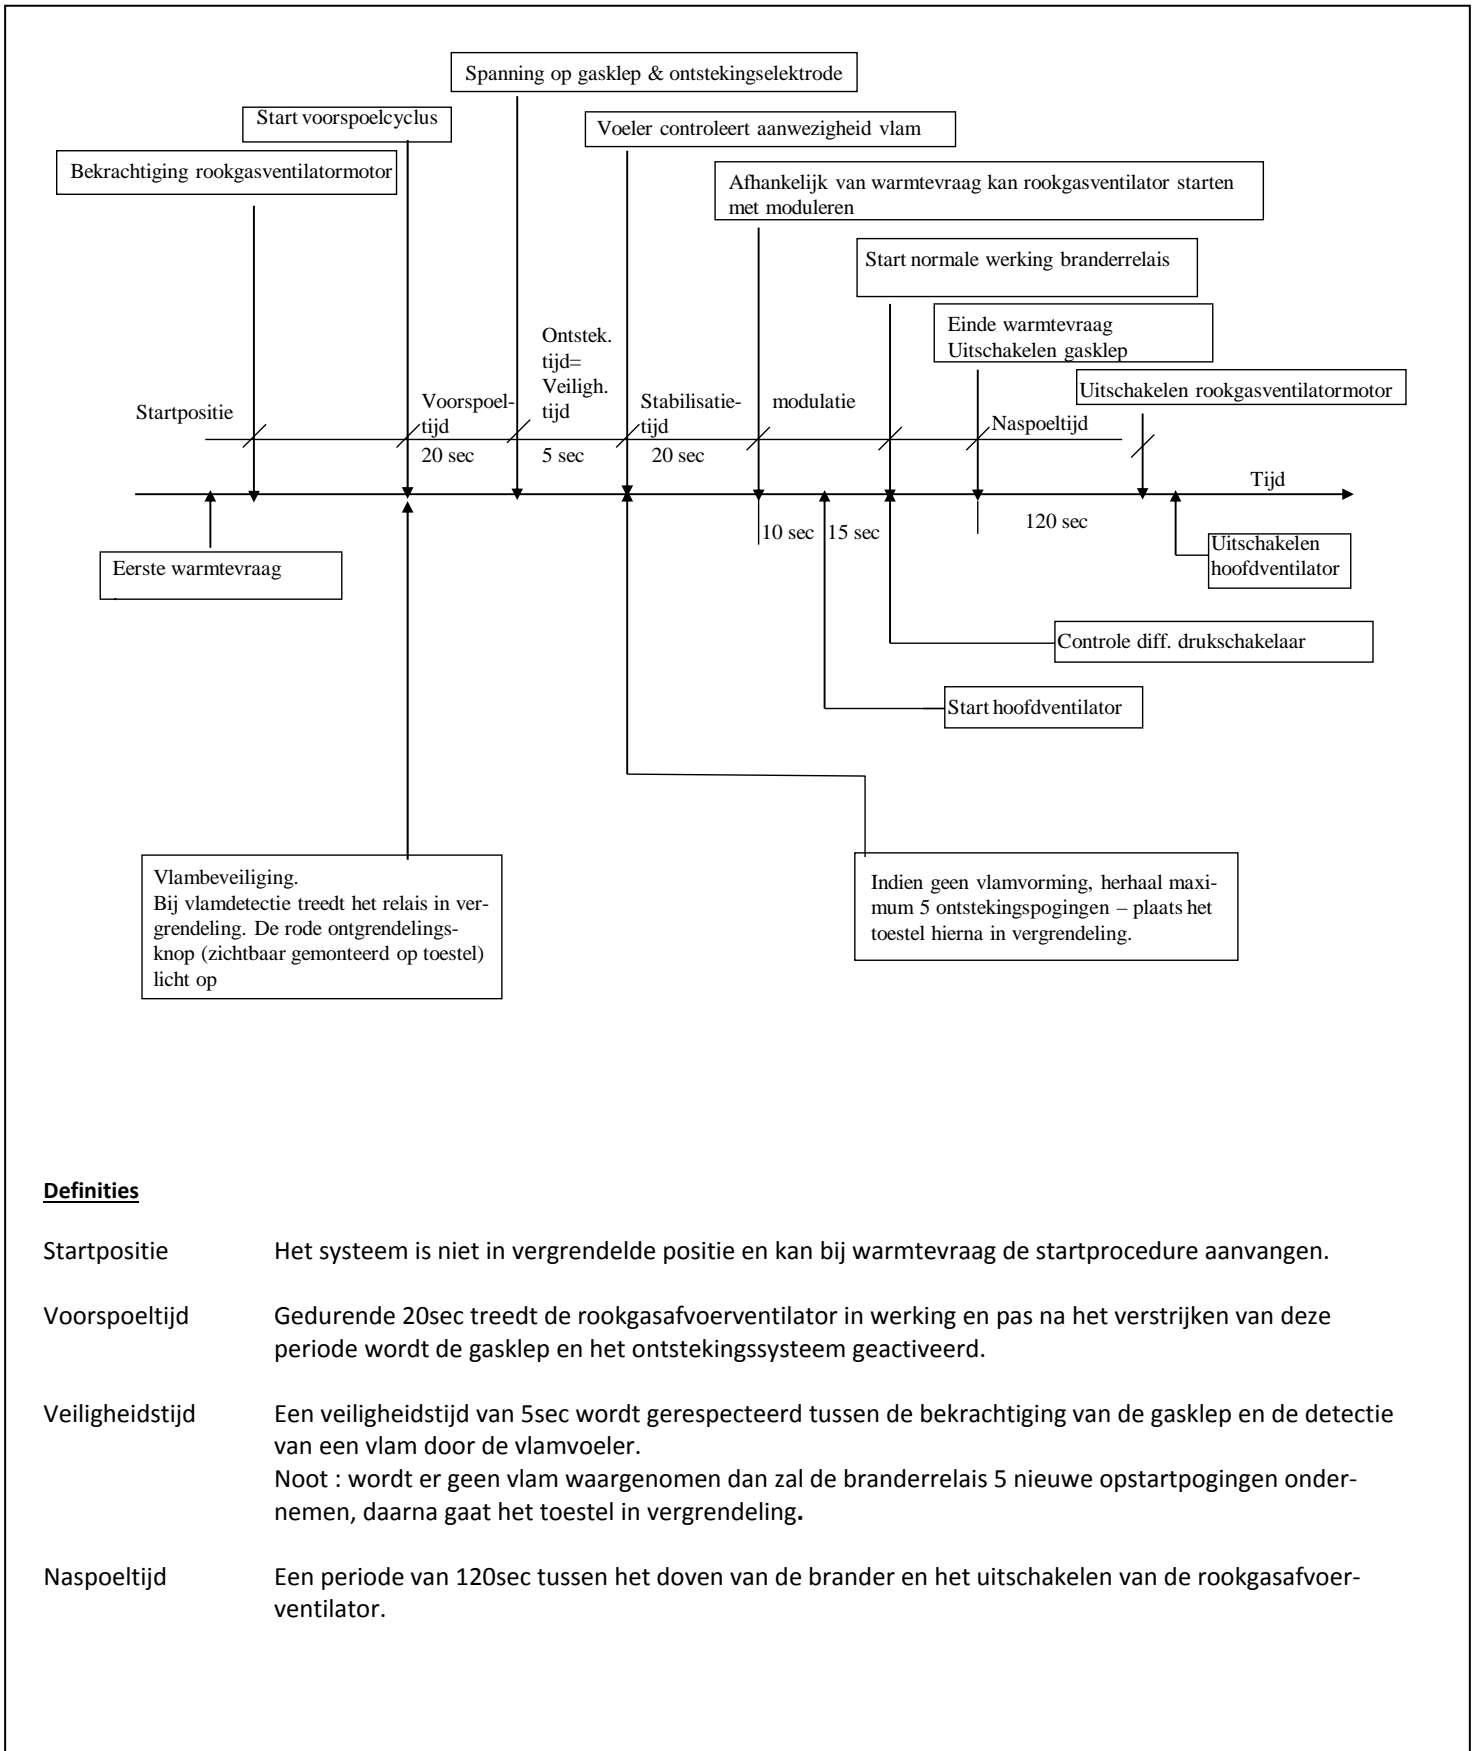 Spanning op gasklep & ontstekingselektrode
Start voorspoelcyclus
Voeler controleert aanwezigheid vlam
Bekrachtiging rookgasventilatormotor
Afhankelijk van warmtevraag kan rookgasventilator starten
met moduleren
Start normale werking branderrelais
Einde warmtevraag
Uitschakelen gasklep
Uitschakelen rookgasventilatormotor
Startpositie
Voorspoel-
tijd
20 sec
Ontstek.
tijd=
Veiligh.
tijd
5 sec
Stabilisatie-
tijd
20 sec
modulatie
Naspoeltijd
Tijd
10 sec
15 sec
120 sec
Eerste warmtevraag
.
Uitschakelen
hoofdventilator
Controle diff. drukschakelaar
Start hoofdventilator
Vlambeveiliging.
Bij vlamdetectie treedt het relais in ver-
grendeling. De rode ontgrendelings-
knop (zichtbaar gemonteerd op toestel)
licht op
Indien geen vlamvorming, herhaal maxi-
mum 5 ontstekingspogingen – plaats het
toestel hierna in vergrendeling.
Definities
Startpositie Het systeem is niet in vergrendelde positie en kan bij warmtevraag de startprocedure aanvangen.
Voorspoeltijd Gedurende 20sec treedt de rookgasafvoerventilator in werking en pas na het verstrijken van deze
periode wordt de gasklep en het ontstekingssysteem geactiveerd.
Veiligheidstijd Een veiligheidstijd van 5sec wordt gerespecteerd tussen de bekrachtiging van de gasklep en de detectie
van een vlam door de vlamvoeler.
Noot : wordt er geen vlam waargenomen dan zal de branderrelais 5 nieuwe opstartpogingen onder-
nemen, daarna gaat het toestel in vergrendeling.
Naspoeltijd Een periode van 120sec tussen het doven van de brander en het uitschakelen van de rookgasafvoer-
ventilator.